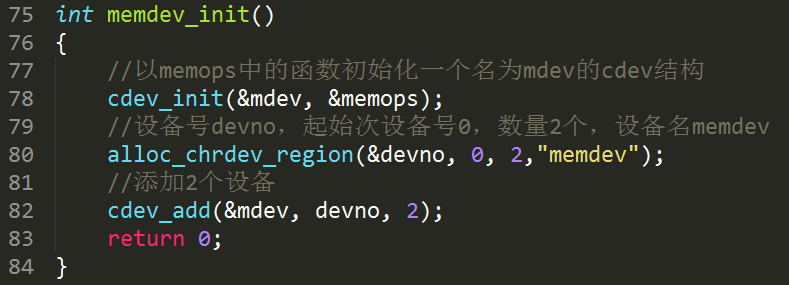 75 int memdev_init()
76 {
77     //以memops中的函数初始化一个名为mdev的cdev结构
78     cdev_init(&mdev, &memops);
79     //设备号devno，起始次设备号0，数量2个，设备名memdev
80     alloc_chrdev_region(&devno, 0, 2,"memdev");
81     //添加2个设备
82     cdev_add(&mdev, devno, 2);
83     return 0;
84 }